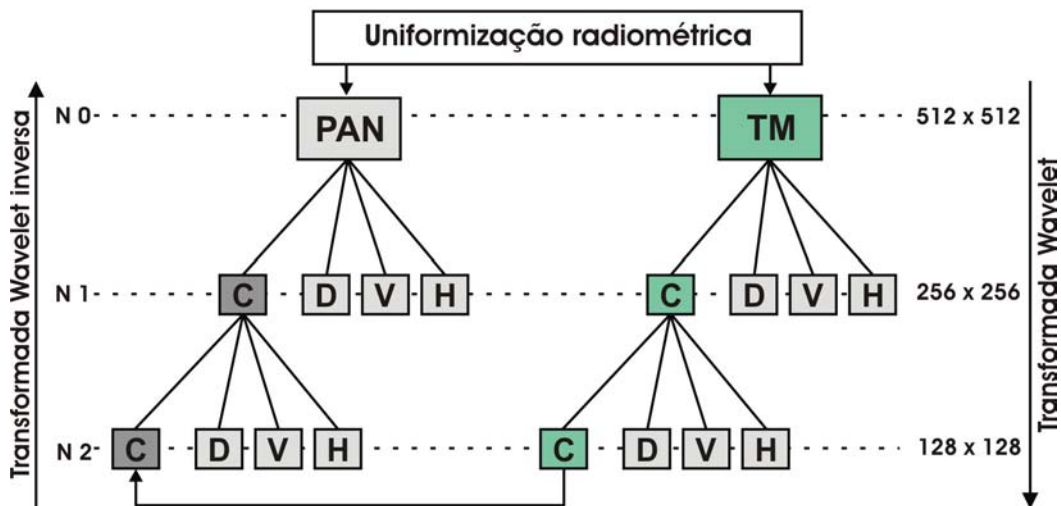 Uniformização radiométrica
N 0 PAN TM 512 x 512
N 1 C D V H C D V H 256 x 256
N 2 C D V H C D V H 128 x 128
Transformada Wavelet inversa
Transformada Wavelet